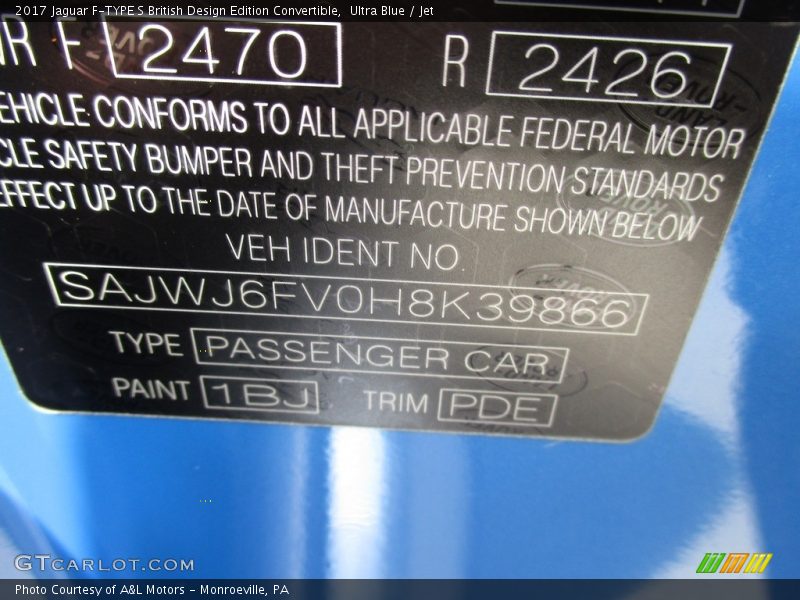 2017 Jaguar F-TYPE S British Design Edition Convertible, Ultra Blue / Jet
R F 2470 R 2426
EHICLE CONFORMS TO ALL APPLICABLE FEDERAL MOTOR
CLE SAFETY BUMPER AND THEFT PREVENTION STANDARDS
EFFECT UP TO THE DATE OF MANUFACTURE SHOWN BELOW
VEH IDENT NO.
SAJWJ6FV0H8K39866
TYPE PASSENGER CAR
PAINT 1BJ TRIM PDE
GTCARLOT.COM
Photo Courtesy of A&L Motors - Monroeville, PA